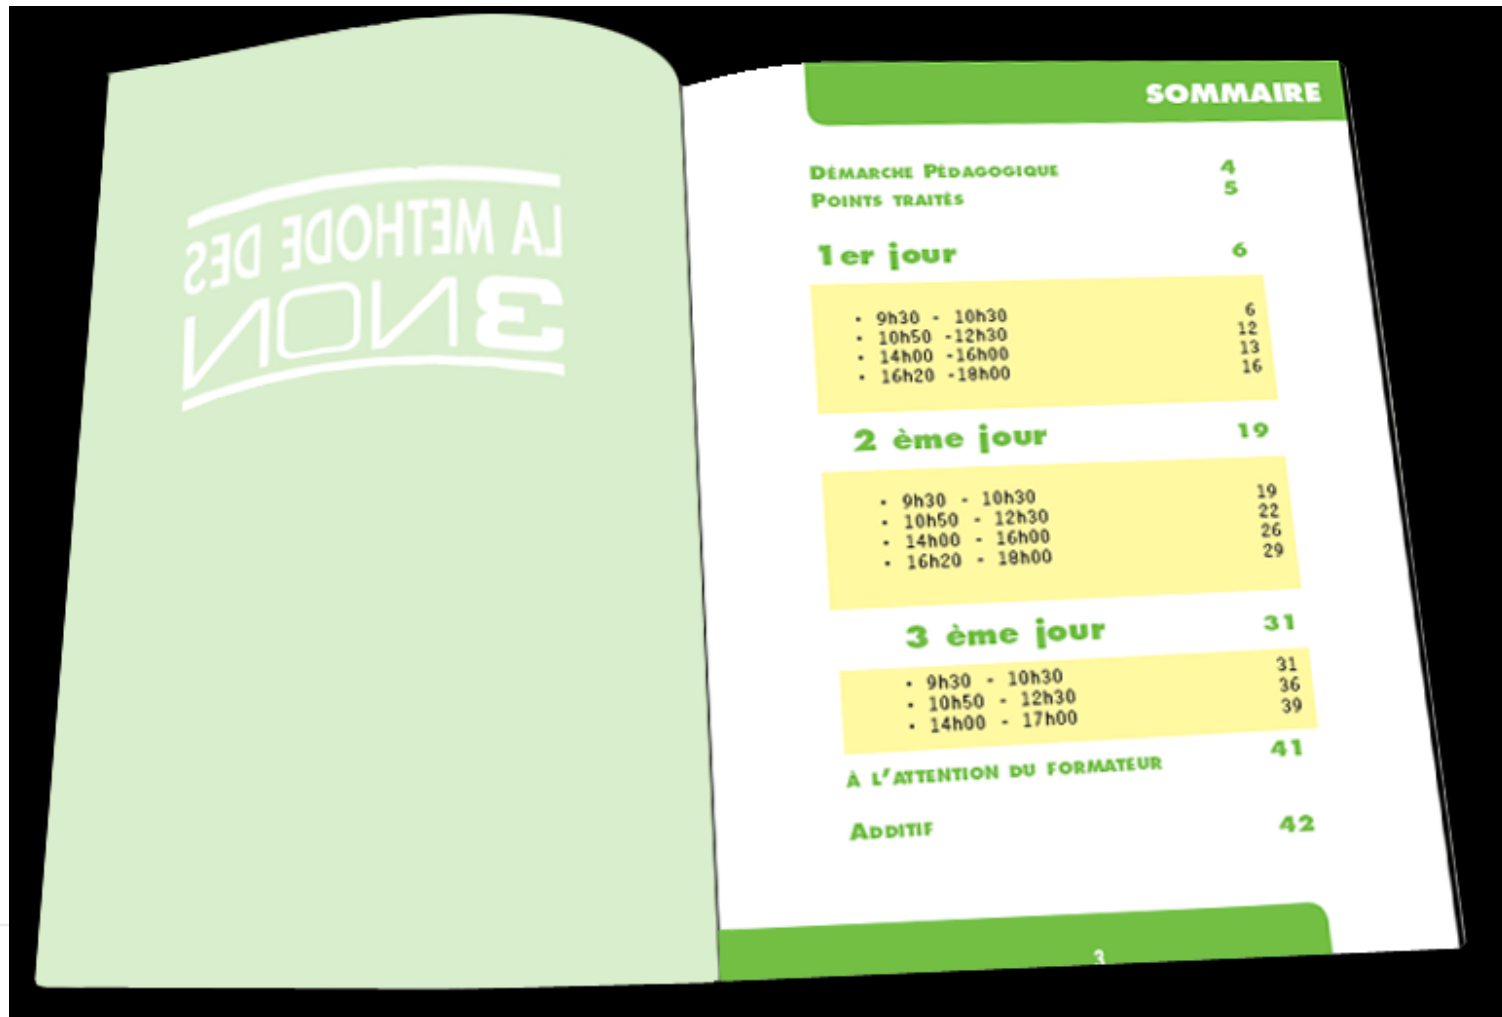 LA METHODE DES
3NON
SOMMAIRE
DÉMARCHE PÉDAGOGIQUE 4
POINTS TRAITÉS 5
1er jour 6
• 9h30 - 10h30 6
• 10h50 -12h30 12
• 14h00 -16h00 13
• 16h20 -18h00 16
2 ème jour 19
• 9h30 - 10h30 19
• 10h50 - 12h30 22
• 14h00 - 16h00 26
• 16h20 - 18h00 29
3 ème jour 31
• 9h30 - 10h30 31
• 10h50 - 12h30 36
• 14h00 - 17h00 39
À L'ATTENTION DU FORMATEUR 41
ADDITIF 42
3